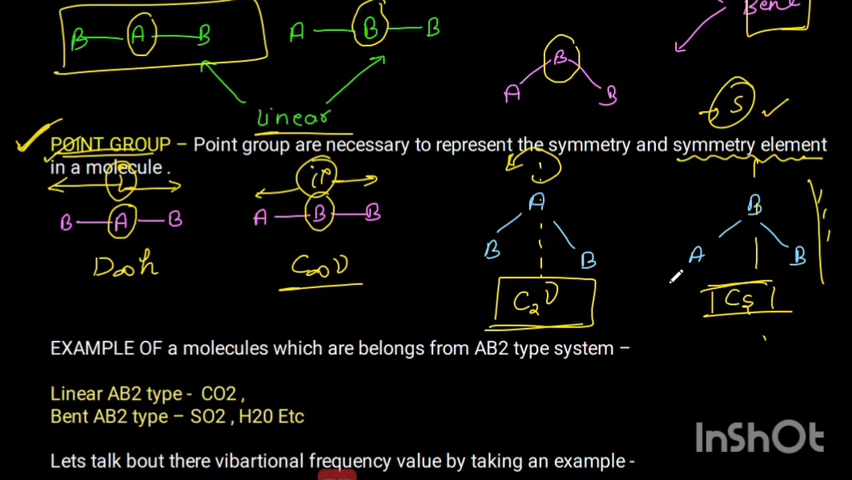 B — A — B
A — B — B
Bent
B
A B
S
Linear
POINT GROUP – Point group are necessary to represent the symmetry and symmetry element
in a molecule .
i
B — A — B
A — B — B
A
B B
B
A B
D∞h
C∞V
C2V
Cs
EXAMPLE OF a molecules which are belongs from AB2 type system –
Linear AB2 type - CO2 ,
Bent AB2 type – SO2 , H20 Etc
Lets talk bout there vibartional frequency value by taking an example -
InShOt